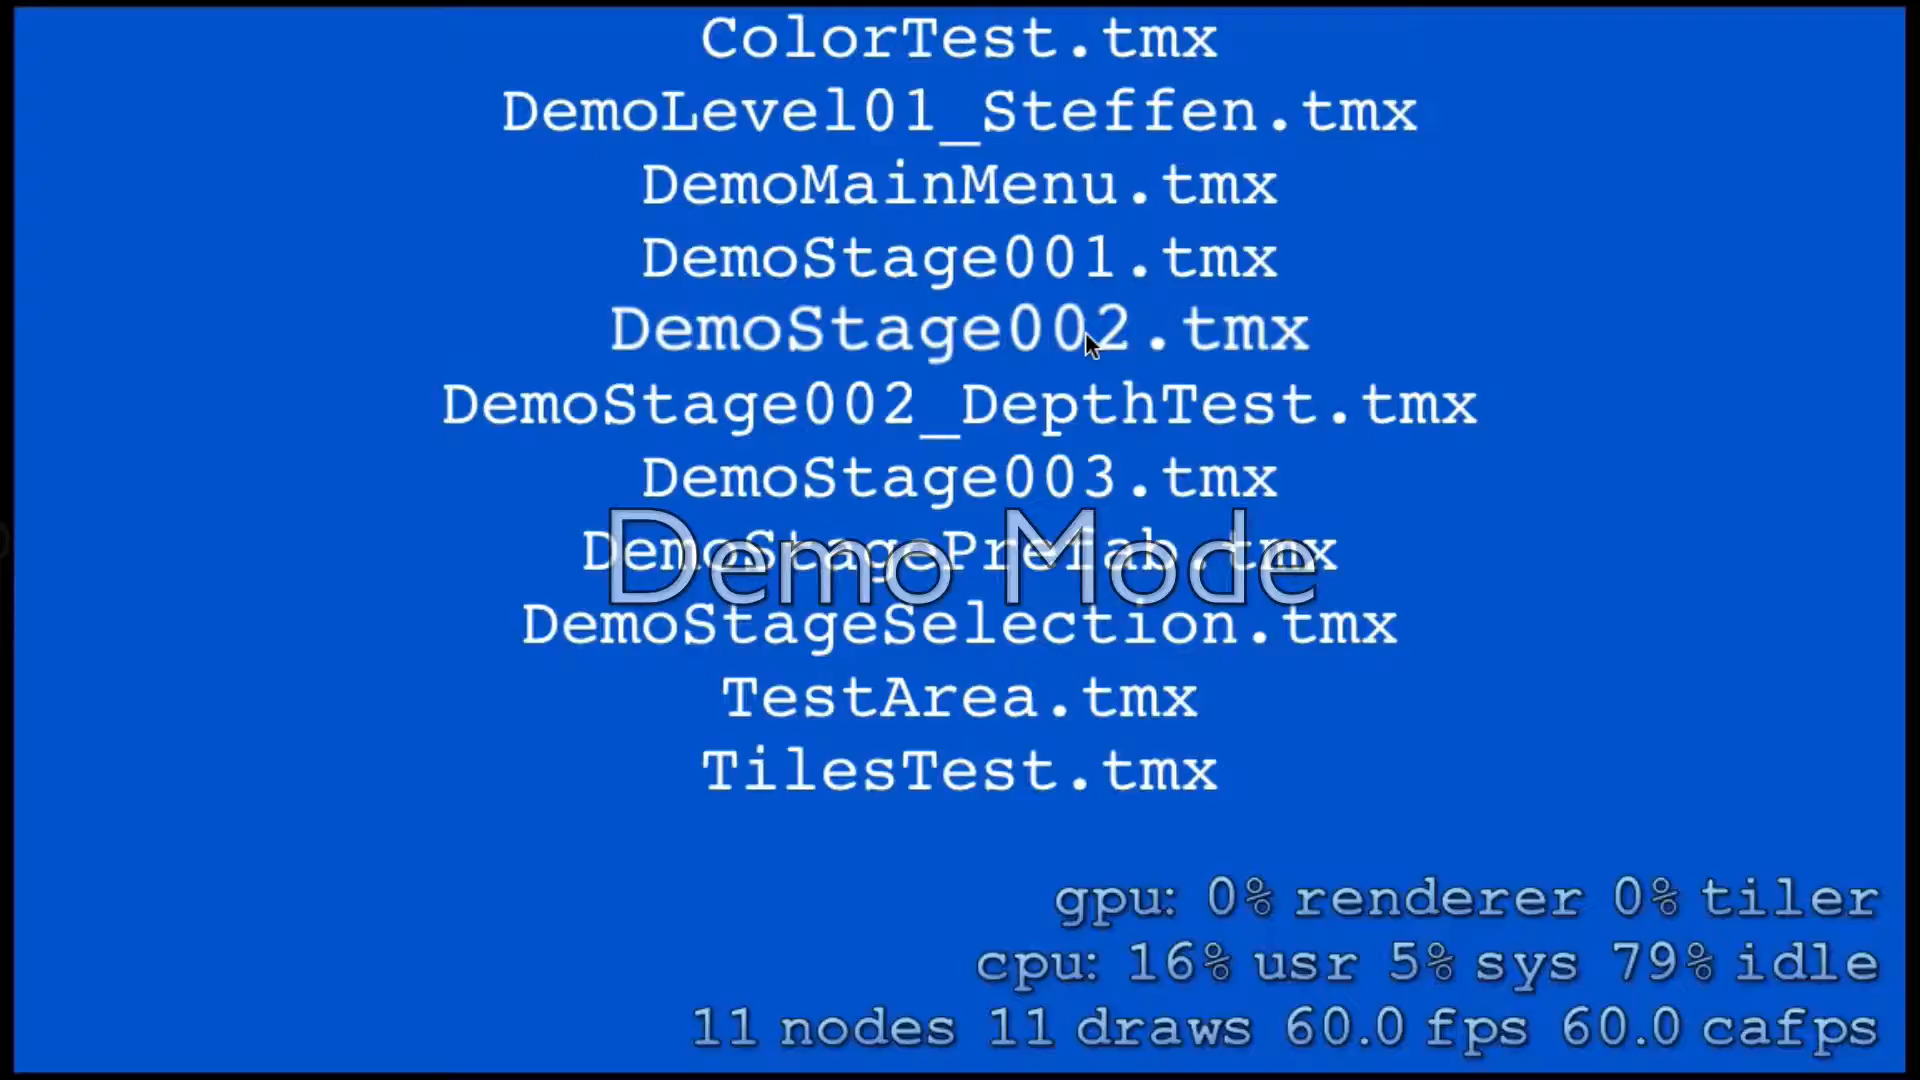 ColorTest.tmx
DemoLevel01_Steffen.tmx
DemoMainMenu.tmx
DemoStage001.tmx
DemoStage002.tmx
DemoStage002_DepthTest.tmx
DemoStage003.tmx
DemoStagePrefab.tmx
Demo Mode
DemoStageSelection.tmx
TestArea.tmx
TilesTest.tmx
gpu: 0% renderer 0% tiler
cpu: 16% usr 5% sys 79% idle
11 nodes 11 draws 60.0 fps 60.0 cafps